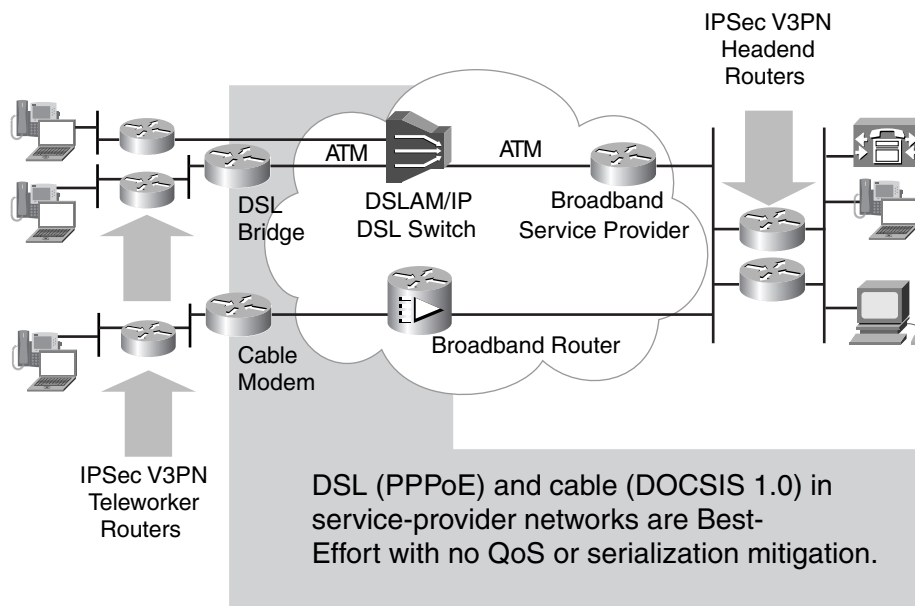 IPSec V3PN
Headend
Routers
ATM
ATM
DSL
Bridge
DSLAM/IP
DSL Switch
Broadband
Service Provider
Cable
Modem
Broadband Router
IPSec V3PN
Teleworker
Routers
DSL (PPPoE) and cable (DOCSIS 1.0) in
service-provider networks are Best-
Effort with no QoS or serialization mitigation.